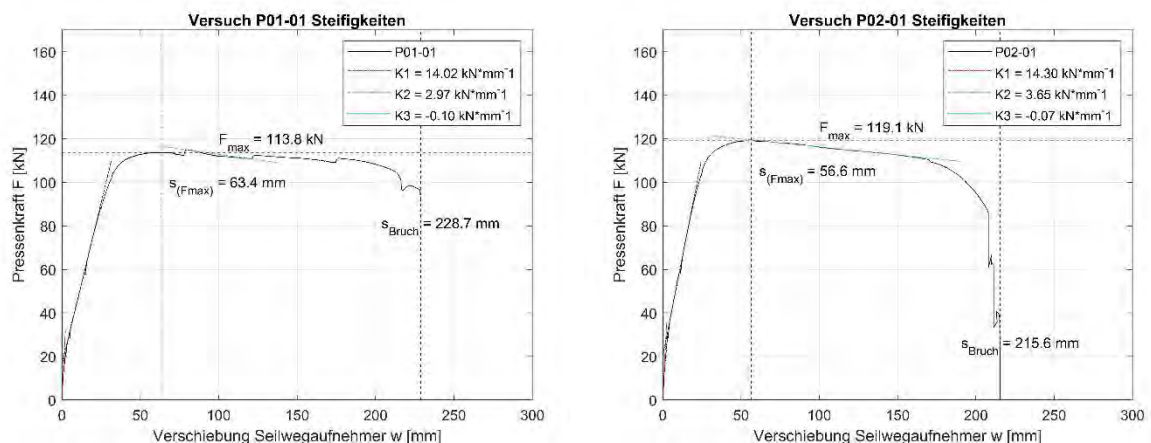 Versuch P01-01 Steifigkeiten
P01-01
K1 = 14.02 kN*mm⁻1
K2 = 2.97 kN*mm⁻1
K3 = -0.10 kN*mm⁻1
F_max = 113.8 kN
s_(Fmax) = 63.4 mm
s_Bruch = 228.7 mm
Pressenkraft F [kN]
160
140
120
100
80
60
40
20
0
0 50 100 150 200 250 300
Verschiebung Seilwegaufnehmer w [mm]
Versuch P02-01 Steifigkeiten
P02-01
K1 = 14.30 kN*mm⁻1
K2 = 3.65 kN*mm⁻1
K3 = -0.07 kN*mm⁻1
F_max = 119.1 kN
s_(Fmax) = 56.6 mm
s_Bruch = 215.6 mm
Pressenkraft F [kN]
160
140
120
100
80
60
40
20
0
0 50 100 150 200 250 300
Verschiebung Seilwegaufnehmer w [mm]